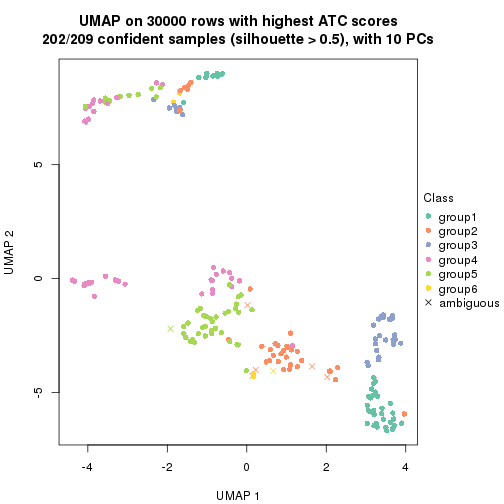 UMAP on 30000 rows with highest ATC scores
202/209 confident samples (silhouette > 0.5), with 10 PCs
5
0
-5
UMAP 2
-4
-2
0
2
4
UMAP 1
Class
group1
group2
group3
group4
group5
group6
ambiguous